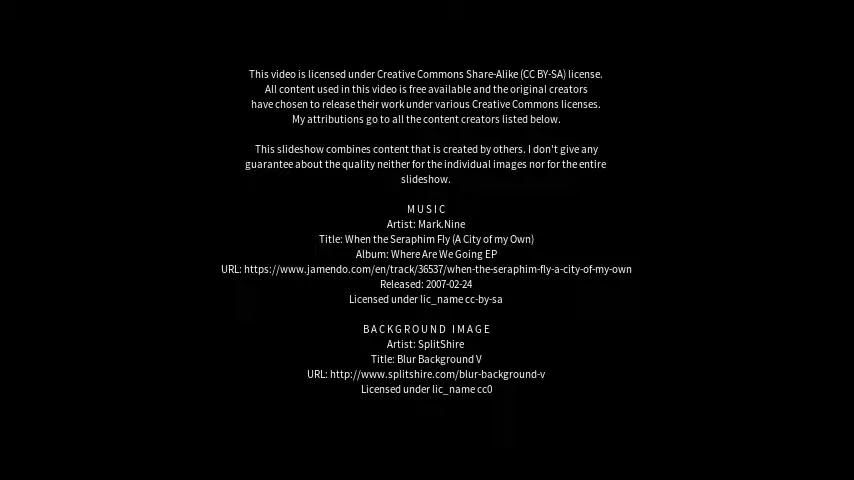 This video is licensed under Creative Commons Share-Alike (CC BY-SA) license.
All content used in this video is free available and the original creators
have chosen to release their work under various Creative Commons licenses.
My attributions go to all the content creators listed below.
This slideshow combines content that is created by others. I don't give any
guarantee about the quality neither for the individual images nor for the entire
slideshow.
MUSIC
Artist: Mark.Nine
Title: When the Seraphim Fly (A City of my Own)
Album: Where Are We Going EP
URL: https://www.jamendo.com/en/track/36537/when-the-seraphim-fly-a-city-of-my-own
Released: 2007-02-24
Licensed under lic_name cc-by-sa
BACKGROUND IMAGE
Artist: SplitShire
Title: Blur Background V
URL: http://www.splitshire.com/blur-background-v
Licensed under lic_name cc0